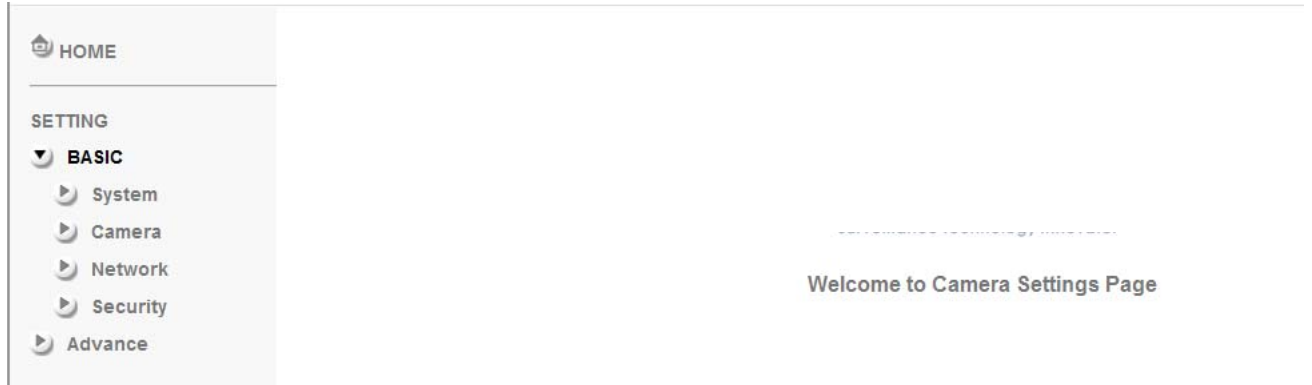 HOME
SETTING
BASIC
System
Camera
Network
Security
Advance
Welcome to Camera Settings Page